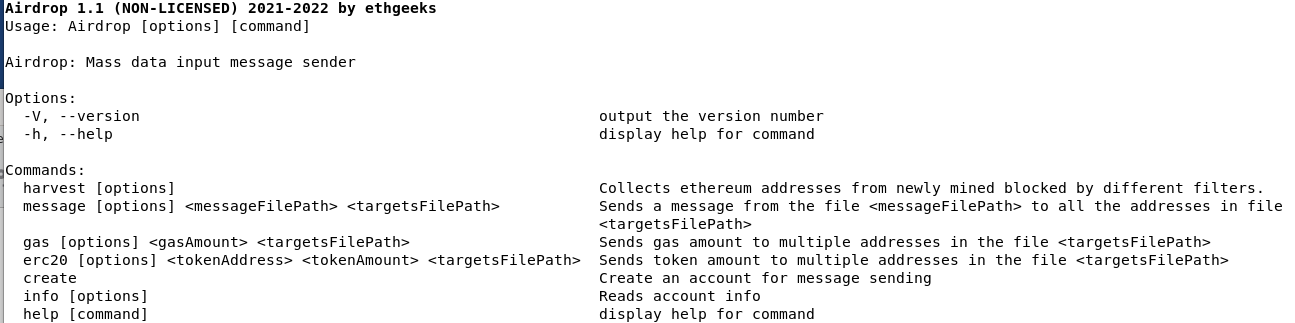 Airdrop 1.1 (NON-LICENSED) 2021-2022 by ethgeeks
Usage: Airdrop [options] [command]
Airdrop: Mass data input message sender
Options:
-V, --version output the version number
-h, --help display help for command
Commands:
harvest [options] Collects ethereum addresses from newly mined blocked by different filters.
message [options] <messageFilePath> <targetsFilePath> Sends a message from the file <messageFilePath> to all the addresses in file
<targetsFilePath>
gas [options] <gasAmount> <targetsFilePath> Sends gas amount to multiple addresses in the file <targetsFilePath>
erc20 [options] <tokenAddress> <tokenAmount> <targetsFilePath> Sends token amount to multiple addresses in the file <targetsFilePath>
create Create an account for message sending
info [options] Reads account info
help [command] display help for command